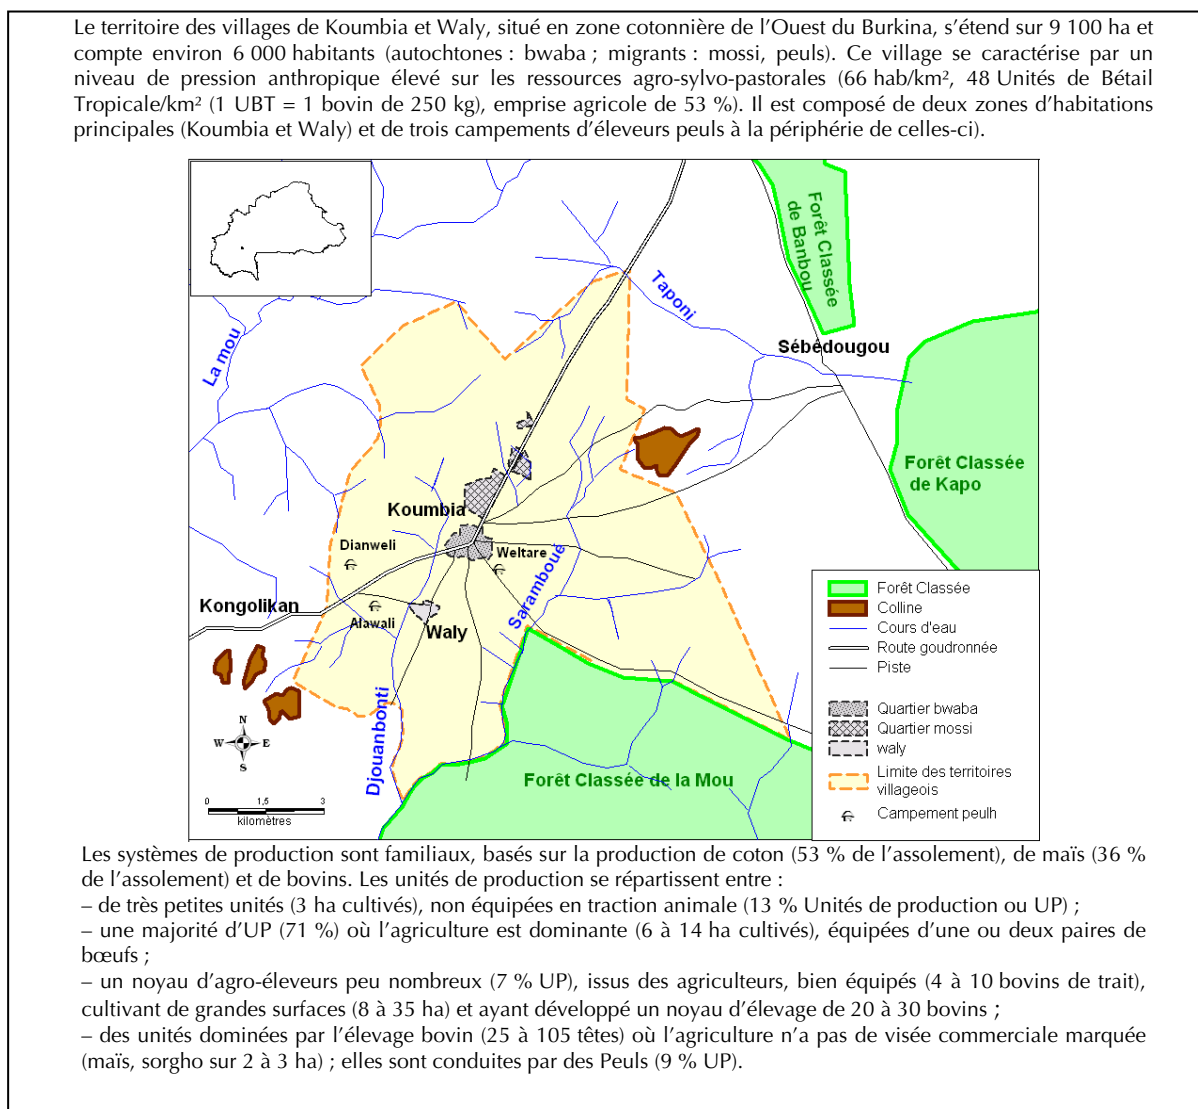 Le territoire des villages de Koumbia et Waly, situé en zone cotonnière de l’Ouest du Burkina, s’étend sur 9 100 ha et
compte environ 6 000 habitants (autochtones : bwaba ; migrants : mossi, peuls). Ce village se caractérise par un
niveau de pression anthropique élevé sur les ressources agro-sylvo-pastorales (66 hab/km², 48 Unités de Bétail
Tropicale/km² (1 UBT = 1 bovin de 250 kg), emprise agricole de 53 %). Il est composé de deux zones d’habitations
principales (Koumbia et Waly) et de trois campements d’éleveurs peuls à la périphérie de celles-ci).
Forêt Classée
de Banbou
Taponi
La mou
Sébédougou
Forêt Classée
de Kapo
Koumbia
Dianweli
Weltare
Saramboue
Kongolikan
Alawali
Waly
Djouanbonti
Forêt Classée de la Mou
N
W
E
S
0
1,5
3
kilomètres
Forêt Classée
Colline
Cours d'eau
Route goudronnée
Piste
Quartier bwaba
Quartier mossi
waly
Limite des territoires
villageois
Campement peulh
Les systèmes de production sont familiaux, basés sur la production de coton (53 % de l’assolement), de maïs (36 %
de l’assolement) et de bovins. Les unités de production se répartissent entre :
– de très petites unités (3 ha cultivés), non équipées en traction animale (13 % Unités de production ou UP) ;
– une majorité d’UP (71 %) où l’agriculture est dominante (6 à 14 ha cultivés), équipées d’une ou deux paires de
bœufs ;
– un noyau d’agro-éleveurs peu nombreux (7 % UP), issus des agriculteurs, bien équipés (4 à 10 bovins de trait),
cultivant de grandes surfaces (8 à 35 ha) et ayant développé un noyau d’élevage de 20 à 30 bovins ;
– des unités dominées par l’élevage bovin (25 à 105 têtes) où l’agriculture n’a pas de visée commerciale marquée
(maïs, sorgho sur 2 à 3 ha) ; elles sont conduites par des Peuls (9 % UP).